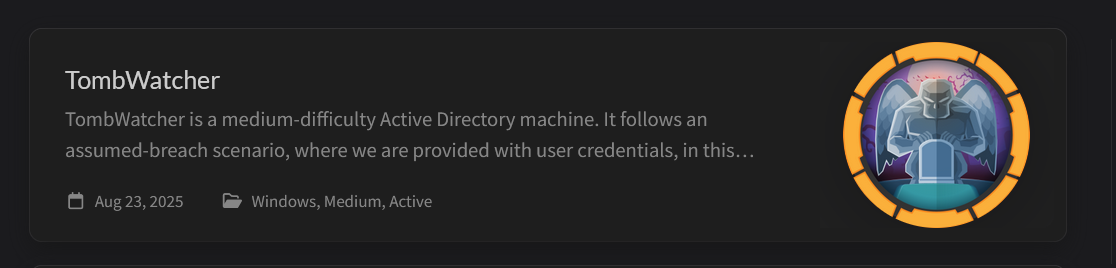 TombWatcher
TombWatcher is a medium-difficulty Active Directory machine. It follows an
assumed-breach scenario, where we are provided with user credentials, in this…
Aug 23, 2025 Windows, Medium, Active